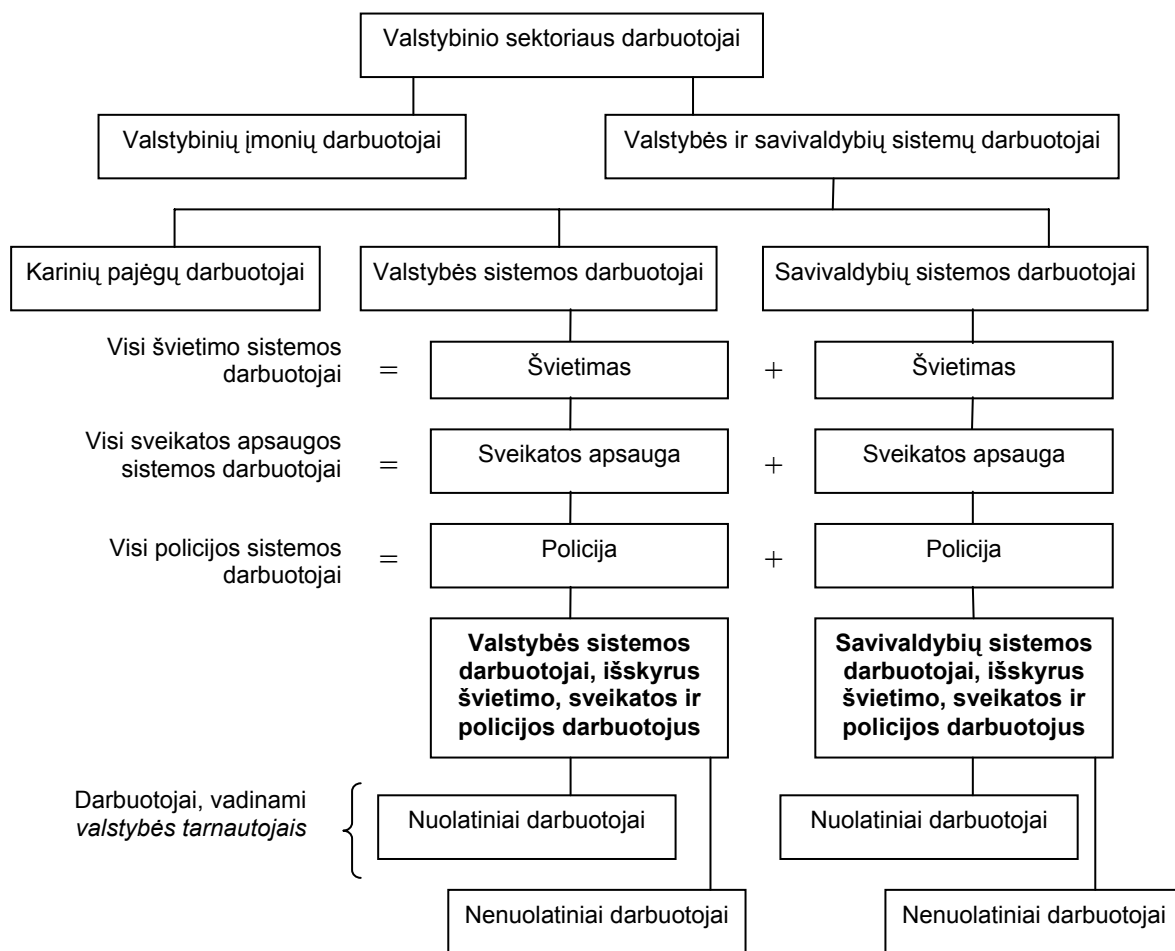 Valstybinio sektoriaus darbuotojai
Valstybinių įmonių darbuotojai
Valstybės ir savivaldybių sistemų darbuotojai
Karinių pajėgų darbuotojai
Valstybės sistemos darbuotojai
Savivaldybių sistemos darbuotojai
Visi švietimo sistemos
darbuotojai
=
Švietimas
+
Švietimas
Visi sveikatos apsaugos
sistemos darbuotojai
=
Sveikatos apsauga
+
Sveikatos apsauga
Visi policijos sistemos
darbuotojai
=
Policija
+
Policija
Valstybės sistemos
darbuotojai, išskyrus
švietimo, sveikatos ir
policijos darbuotojus
Savivaldybių sistemos
darbuotojai, išskyrus
švietimo, sveikatos ir
policijos darbuotojus
Darbuotojai, vadinami
valstybės tarnautojais
Nuolatiniai darbuotojai
Nuolatiniai darbuotojai
Nenuolatiniai darbuotojai
Nenuolatiniai darbuotojai